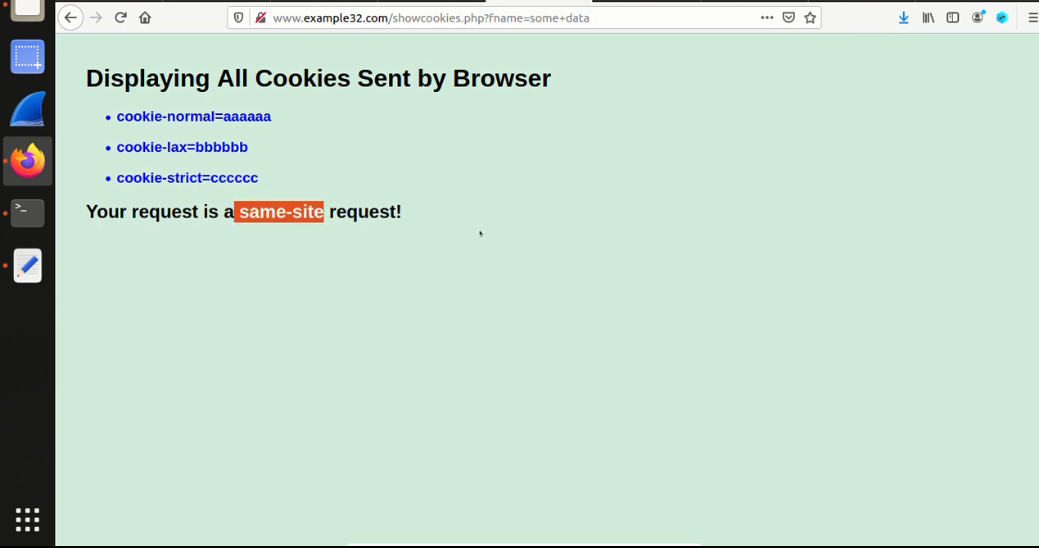 www.example32.com/showcookies.php?fname=some+data
Displaying All Cookies Sent by Browser
• cookie-normal=aaaaaa
• cookie-lax=bbbbbb
• cookie-strict=cccccc
Your request is a same-site request!